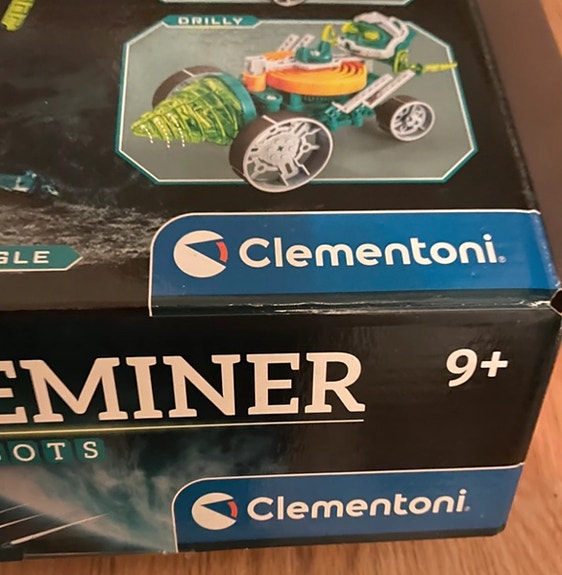 DRILLY
GLE
Clementoni®
EMINER
9+
BOTS
Clementoni®